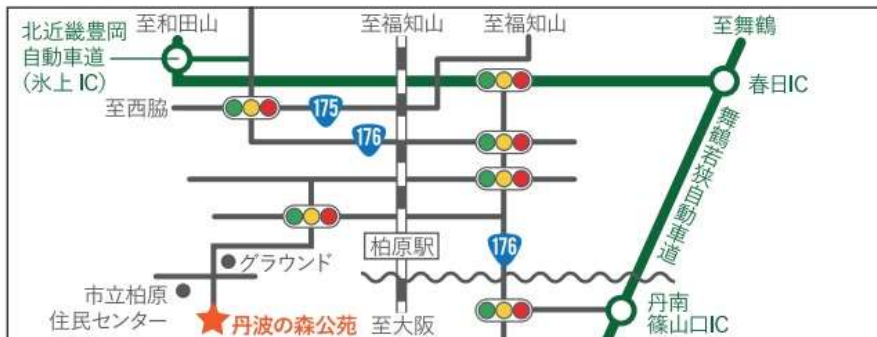 北近畿豊岡
自動車道
(氷上 IC)
至和田山
至福知山
至福知山
至舞鶴
春日IC
至西脇
175
176
舞鶴若狭自動車道
柏原駅
176
グラウンド
市立柏原
住民センター
丹波の森公苑
至大阪
丹南
篠山口IC